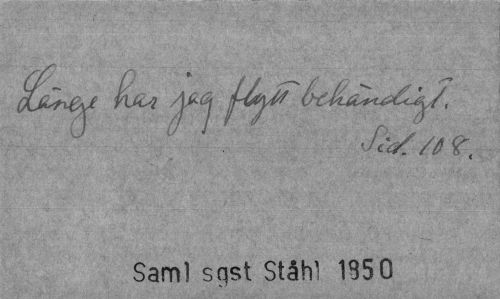 Länge har jag flytt behändigt.
Sid. 108.
Saml sgst Ståhl 1850